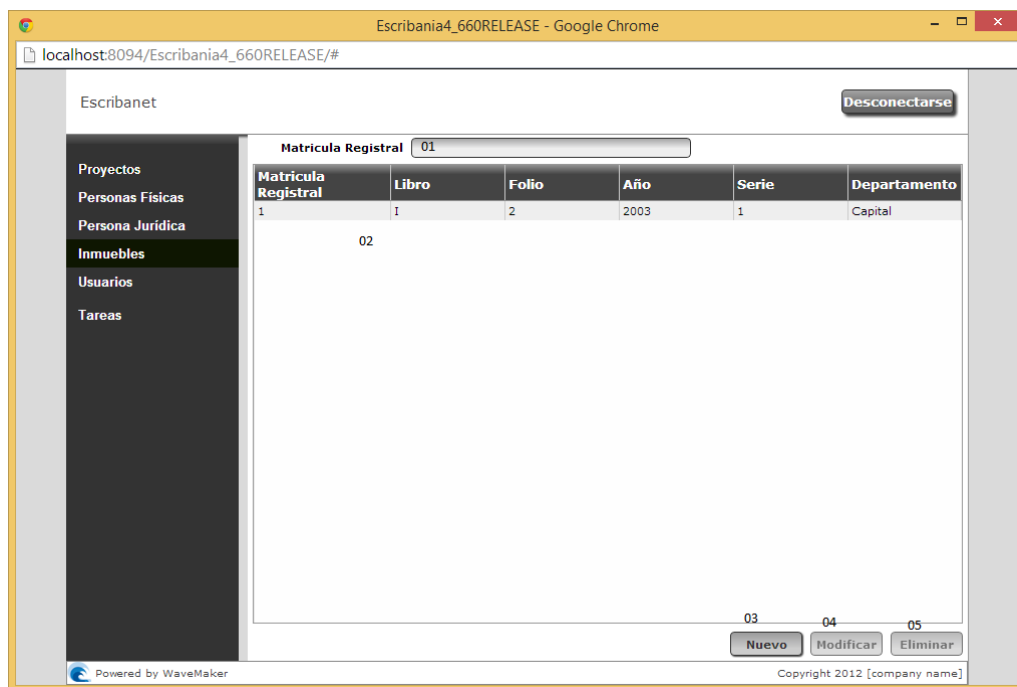 Escribania4_660RELEASE - Google Chrome
localhost:8094/Escribania4_660RELEASE/#
Escribanet
Desconectarse
Matricula Registral 01
Proyectos
Personas Físicas
Persona Jurídica
Inmuebles
Usuarios
Tareas
Matricula Registral Libro Folio Año Serie Departamento
1 I 2 2003 1 Capital
02
03 04 05
Nuevo Modificar Eliminar
Powered by WaveMaker Copyright 2012 [company name]